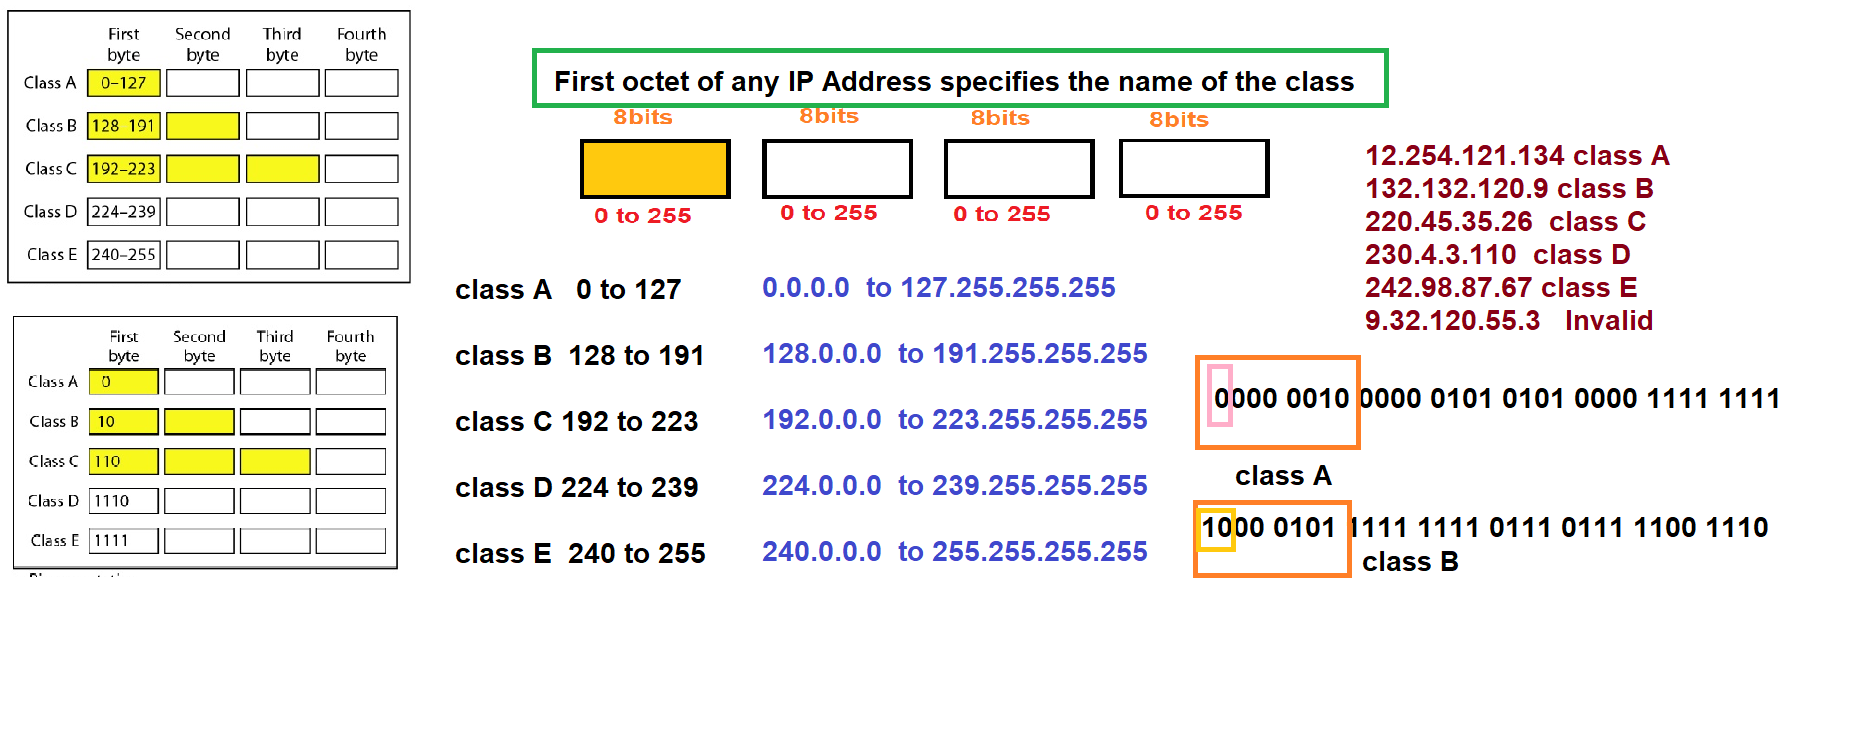 First byte Second byte Third byte Fourth byte
Class A 0–127
Class B 128–191
Class C 192–223
Class D 224–239
Class E 240–255
First byte Second byte Third byte Fourth byte
Class A 0
Class B 10
Class C 110
Class D 1110
Class E 1111
First octet of any IP Address specifies the name of the class
8bits 8bits 8bits 8bits
0 to 255 0 to 255 0 to 255 0 to 255
class A 0 to 127 0.0.0.0 to 127.255.255.255
class B 128 to 191 128.0.0.0 to 191.255.255.255
class C 192 to 223 192.0.0.0 to 223.255.255.255
class D 224 to 239 224.0.0.0 to 239.255.255.255
class E 240 to 255 240.0.0.0 to 255.255.255.255
12.254.121.134 class A
132.132.120.9 class B
220.45.35.26 class C
230.4.3.110 class D
242.98.87.67 class E
9.32.120.55.3 Invalid
0000 0010 0000 0101 0101 0000 1111 1111
class A
1000 0101 1111 1111 0111 0111 1100 1110
class B